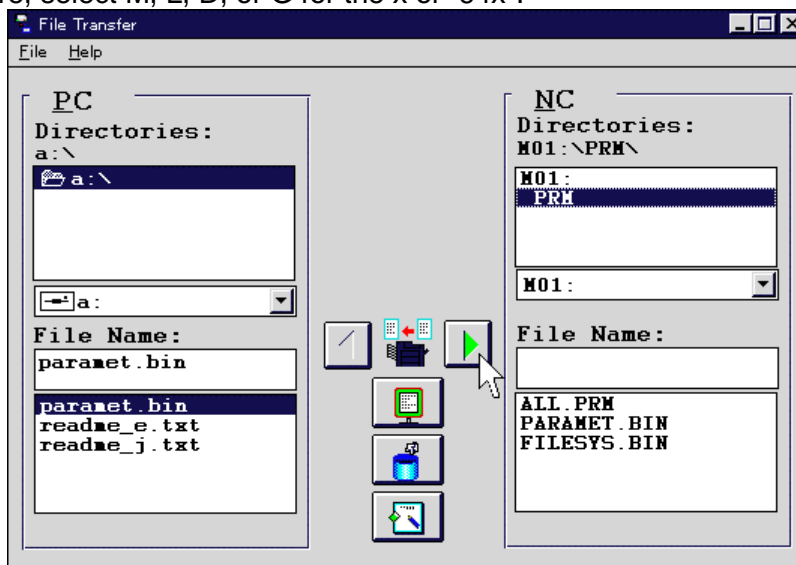 File Transfer
File Help
PC
Directories:
a:\
a:\
a:
File Name:
paramet.bin
paramet.bin
readme_e.txt
readme_j.txt
NC
Directories:
M01:\PRM\
M01:
PRM
M01:
File Name:
ALL.PRM
PARAMET.BIN
FILESYS.BIN